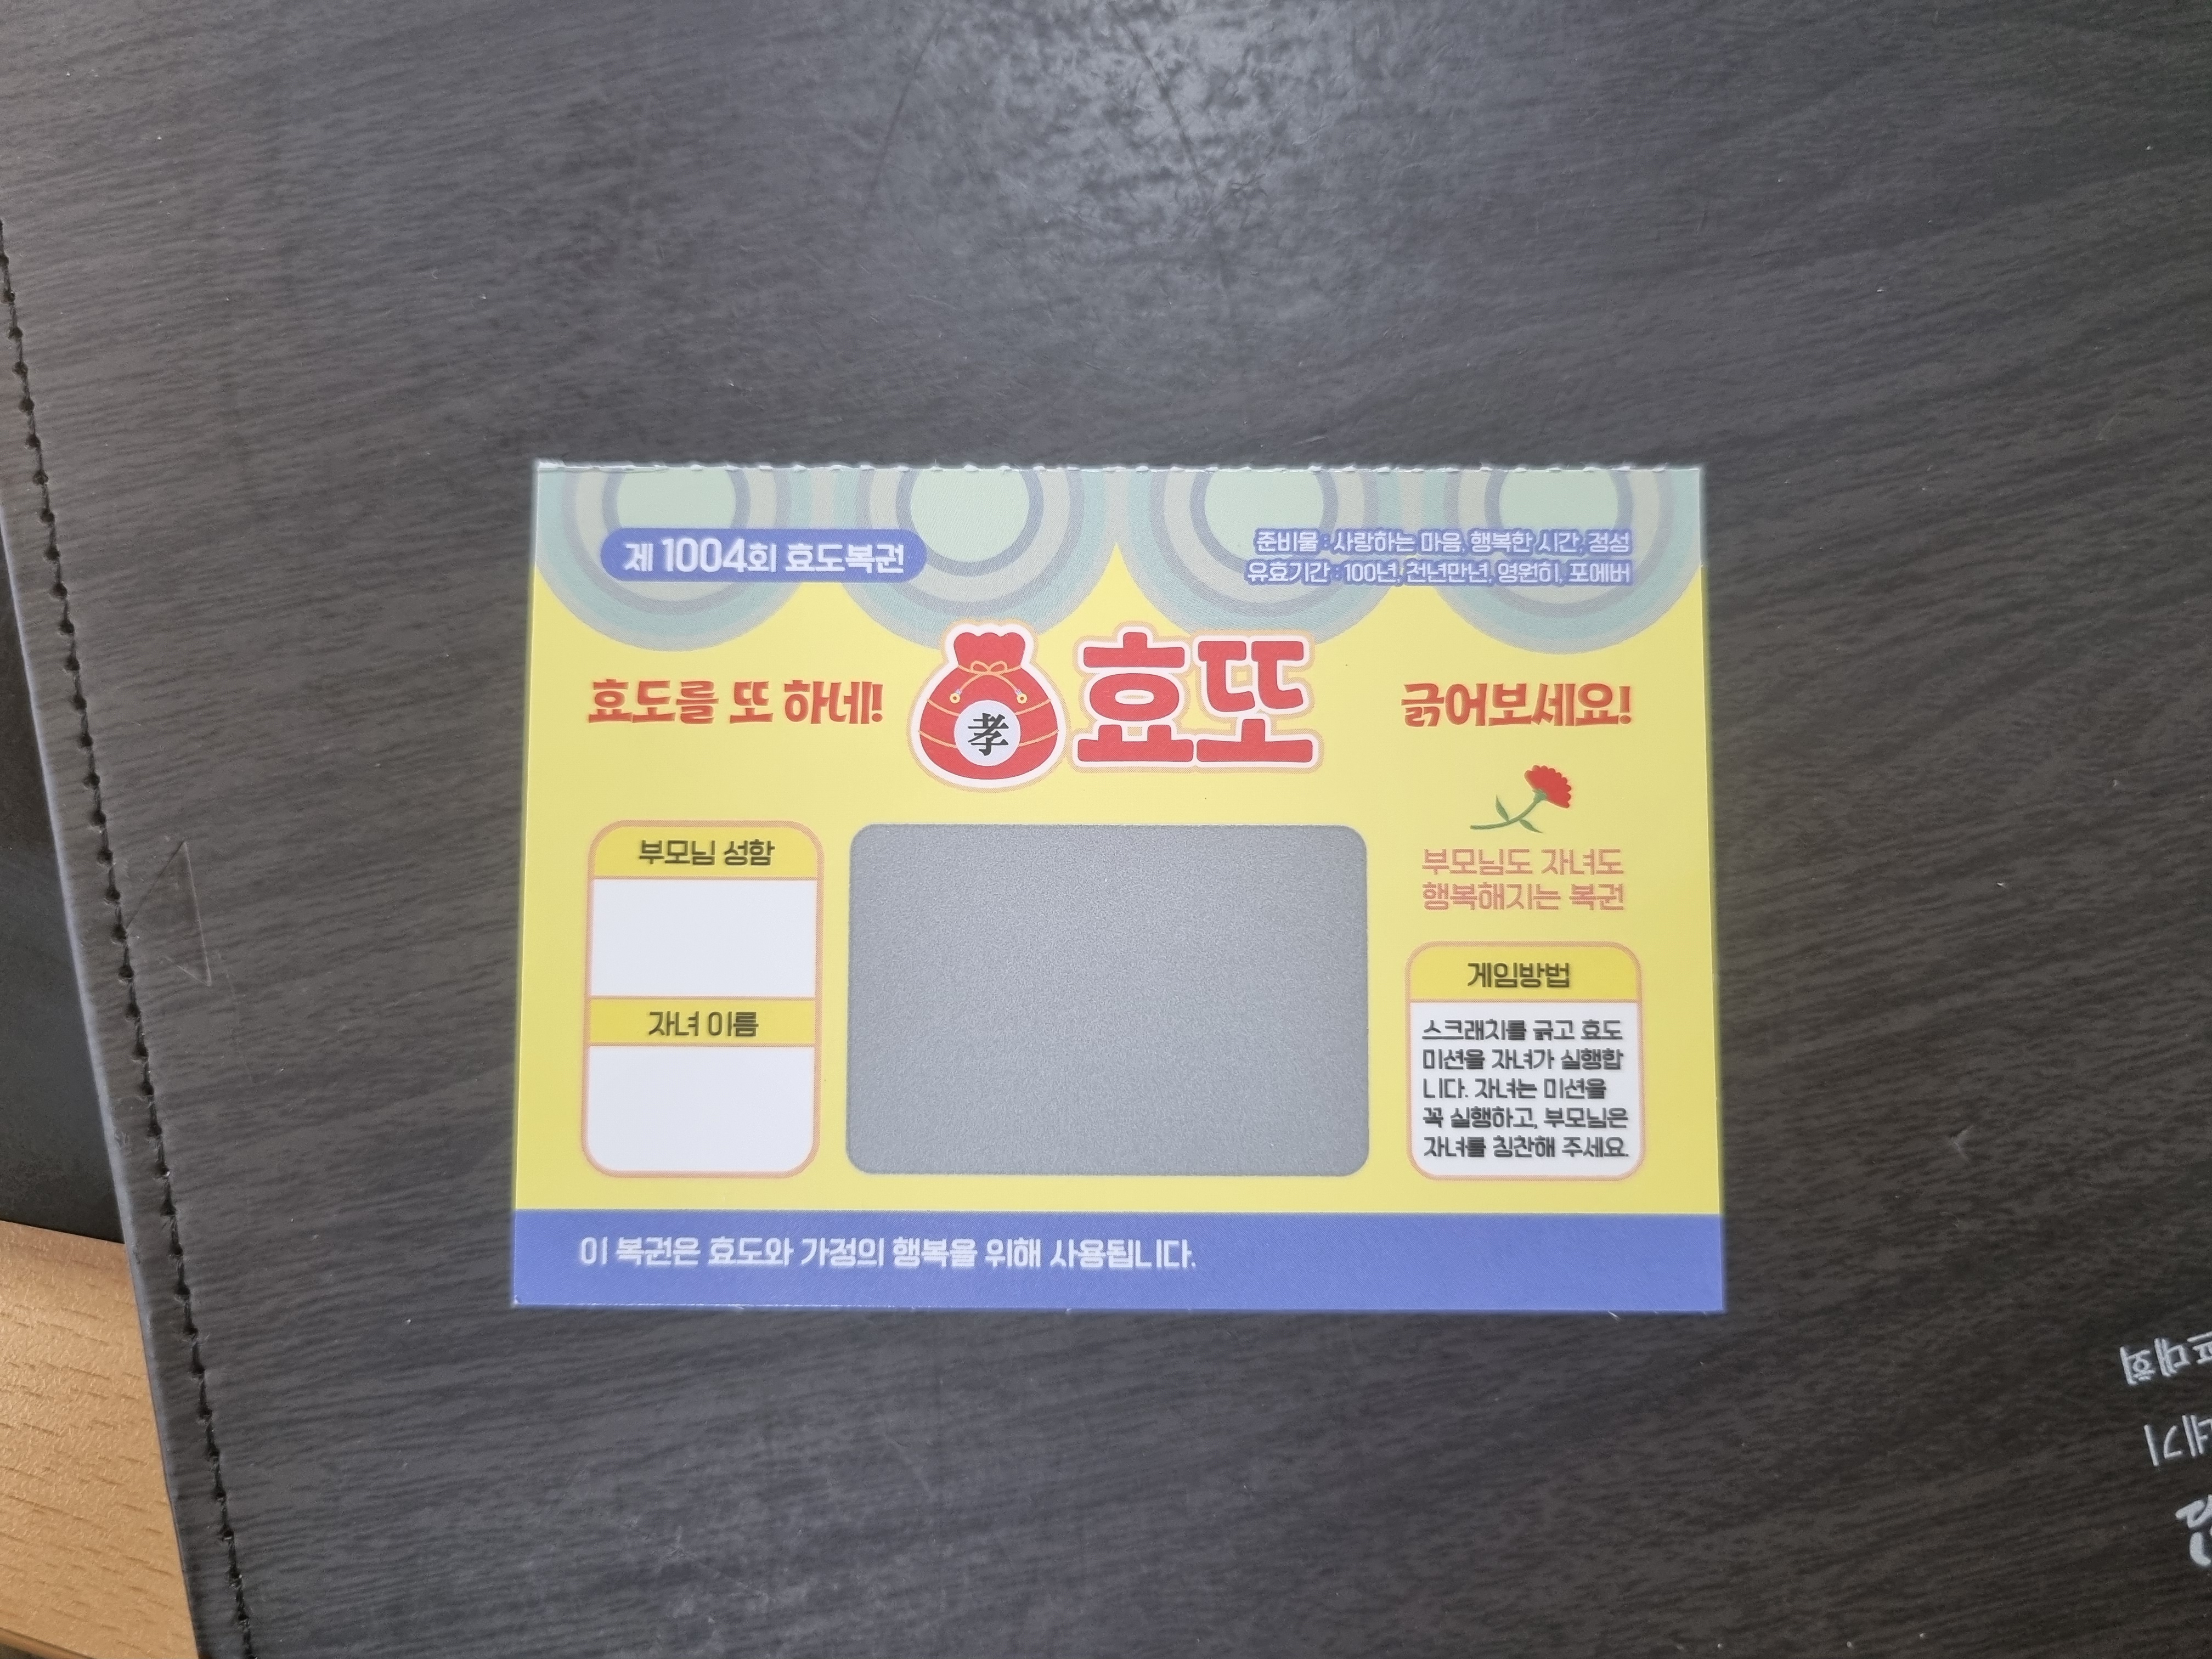 제 1004회 효도복권
준비물 : 사랑하는 마음, 행복한 시간, 정성
유효기간 : 100년, 천년만년, 영원히, 포에버
효도를 또 하네!
孝
효또
긁어보세요!
부모님 성함
자녀 이름
부모님도 자녀도
행복해지는 복권
게임방법
스크래치를 긁고 효도
미션을 자녀가 실행합
니다. 자녀는 미션을
꼭 실행하고, 부모님은
자녀를 칭찬해 주세요.
이 복권은 효도와 가정의 행복을 위해 사용됩니다.